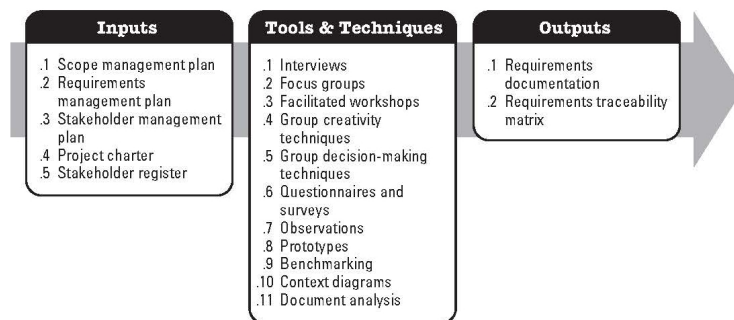 Inputs
.1 Scope management plan
.2 Requirements
management plan
.3 Stakeholder management
plan
.4 Project charter
.5 Stakeholder register
Tools & Techniques
.1 Interviews
.2 Focus groups
.3 Facilitated workshops
.4 Group creativity
techniques
.5 Group decision-making
techniques
.6 Questionnaires and
surveys
.7 Observations
.8 Prototypes
.9 Benchmarking
.10 Context diagrams
.11 Document analysis
Outputs
.1 Requirements
documentation
.2 Requirements traceability
matrix